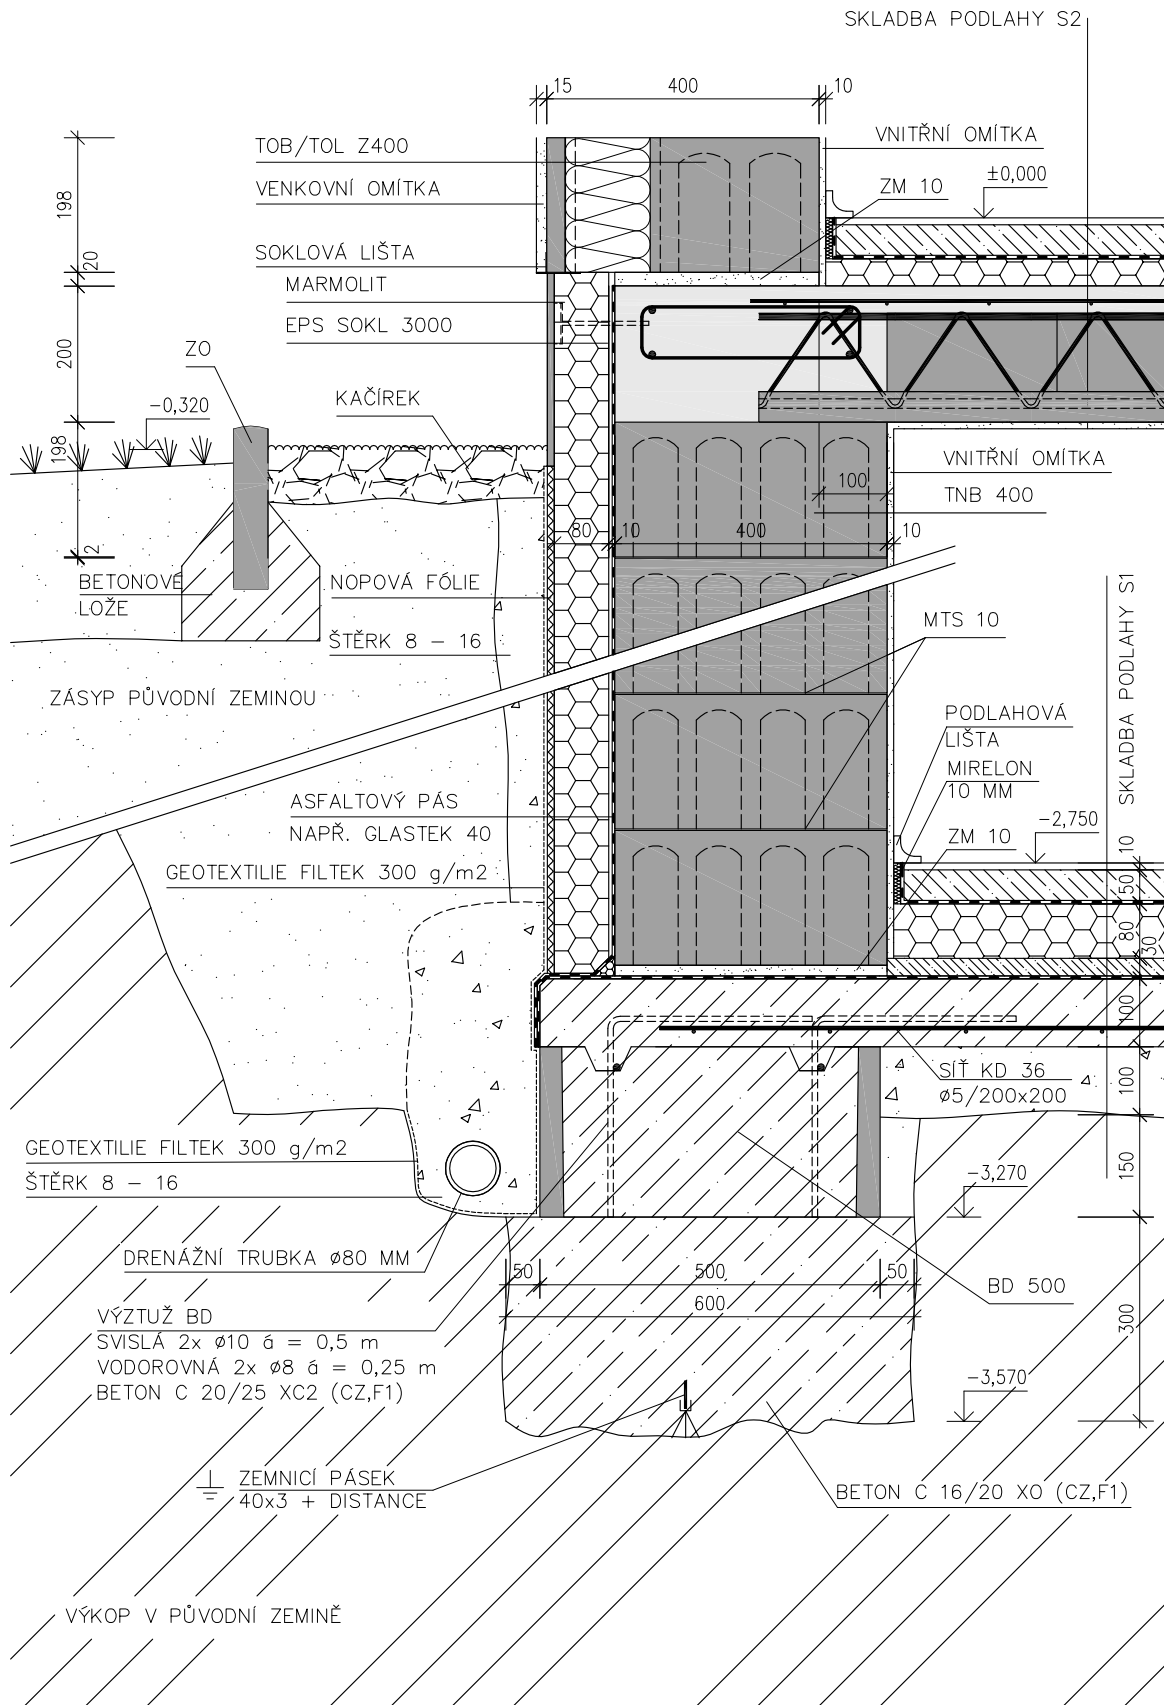 SKLADBA PODLAHY S2
15
400
10
TOB/TOL Z400
VNITŘNÍ OMÍTKA
±0,000
VENKOVNÍ OMÍTKA
ZM 10
198
SOKLOVÁ LIŠTA
20
MARMOLIT
EPS SOKL 3000
200
ZO
KAČÍREK
-0,320
198
VNITŘNÍ OMÍTKA
100
TNB 400
80
10
400
10
2
BETONOVÉ
LOŽE
NOPOVÁ FÓLIE
ŠTĚRK 8 – 16
MTS 10
SKLADBA PODLAHY S1
ZÁSYP PŮVODNÍ ZEMINOU
PODLAHOVÁ
LIŠTA
MIRELON
10 MM
ASFALTOVÝ PÁS
NAPŘ. GLASTEK 40
ZM 10
-2,750
10
GEOTEXTILIE FILTEK 300 g/m2
50
80
30
100
SÍŤ KD 36
ø5/200x200
100
GEOTEXTILIE FILTEK 300 g/m2
ŠTĚRK 8 – 16
150
-3,270
DRENÁŽNÍ TRUBKA ø80 MM
50
500
50
BD 500
600
VÝZTUŽ BD
SVISLÁ 2x ø10 á = 0,5 m
VODOROVNÁ 2x ø8 á = 0,25 m
BETON C 20/25 XC2 (CZ,F1)
300
-3,570
ZEMNICÍ PÁSEK
40x3 + DISTANCE
BETON C 16/20 XO (CZ,F1)
VÝKOP V PŮVODNÍ ZEMINĚ